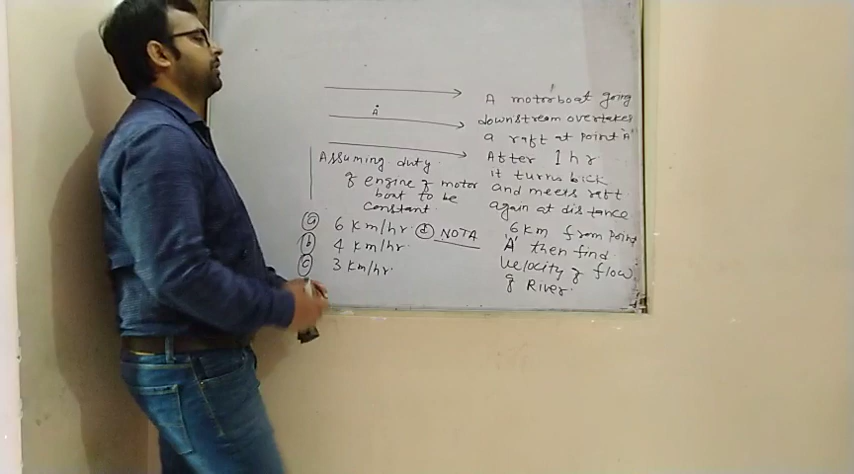 A motorboat going
downstream overtakes
a raft at point 'A'
After 1 hr
it turns back
and meets raft
again at distance
6 km from point
'A' then find
velocity of flow
of River.
A
Assuming duty
of engine of motor
boat to be
constant.
(a) 6 km/hr. (d) NOTA
(b) 4 km/hr.
(c) 3 km/hr.